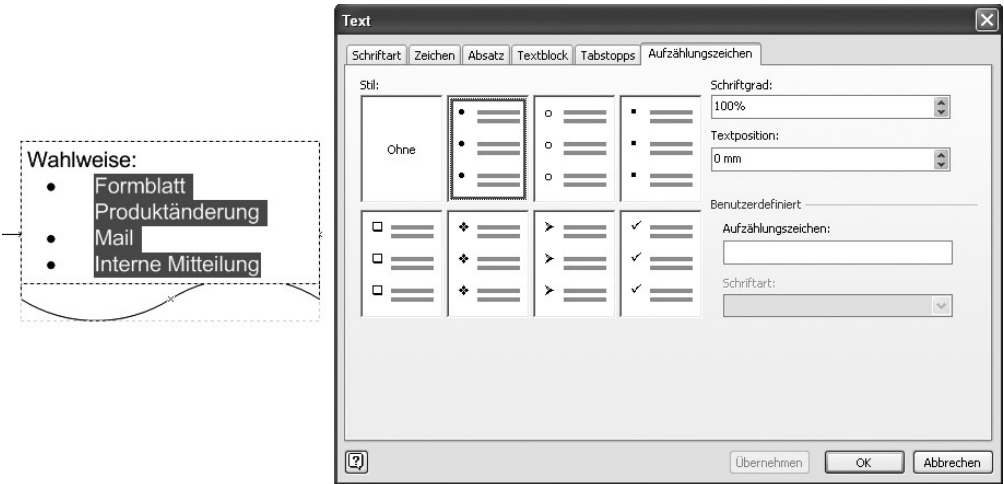 Wahlweise:
• Formblatt
Produktänderung
• Mail
• Interne Mitteilung
Text
Schriftart Zeichen Absatz Textblock Tabstopps Aufzählungszeichen
Stil:
Ohne
Schriftgrad:
100%
Textposition:
0 mm
Benutzerdefiniert
Aufzählungszeichen:
Schriftart:
Übernehmen OK Abbrechen